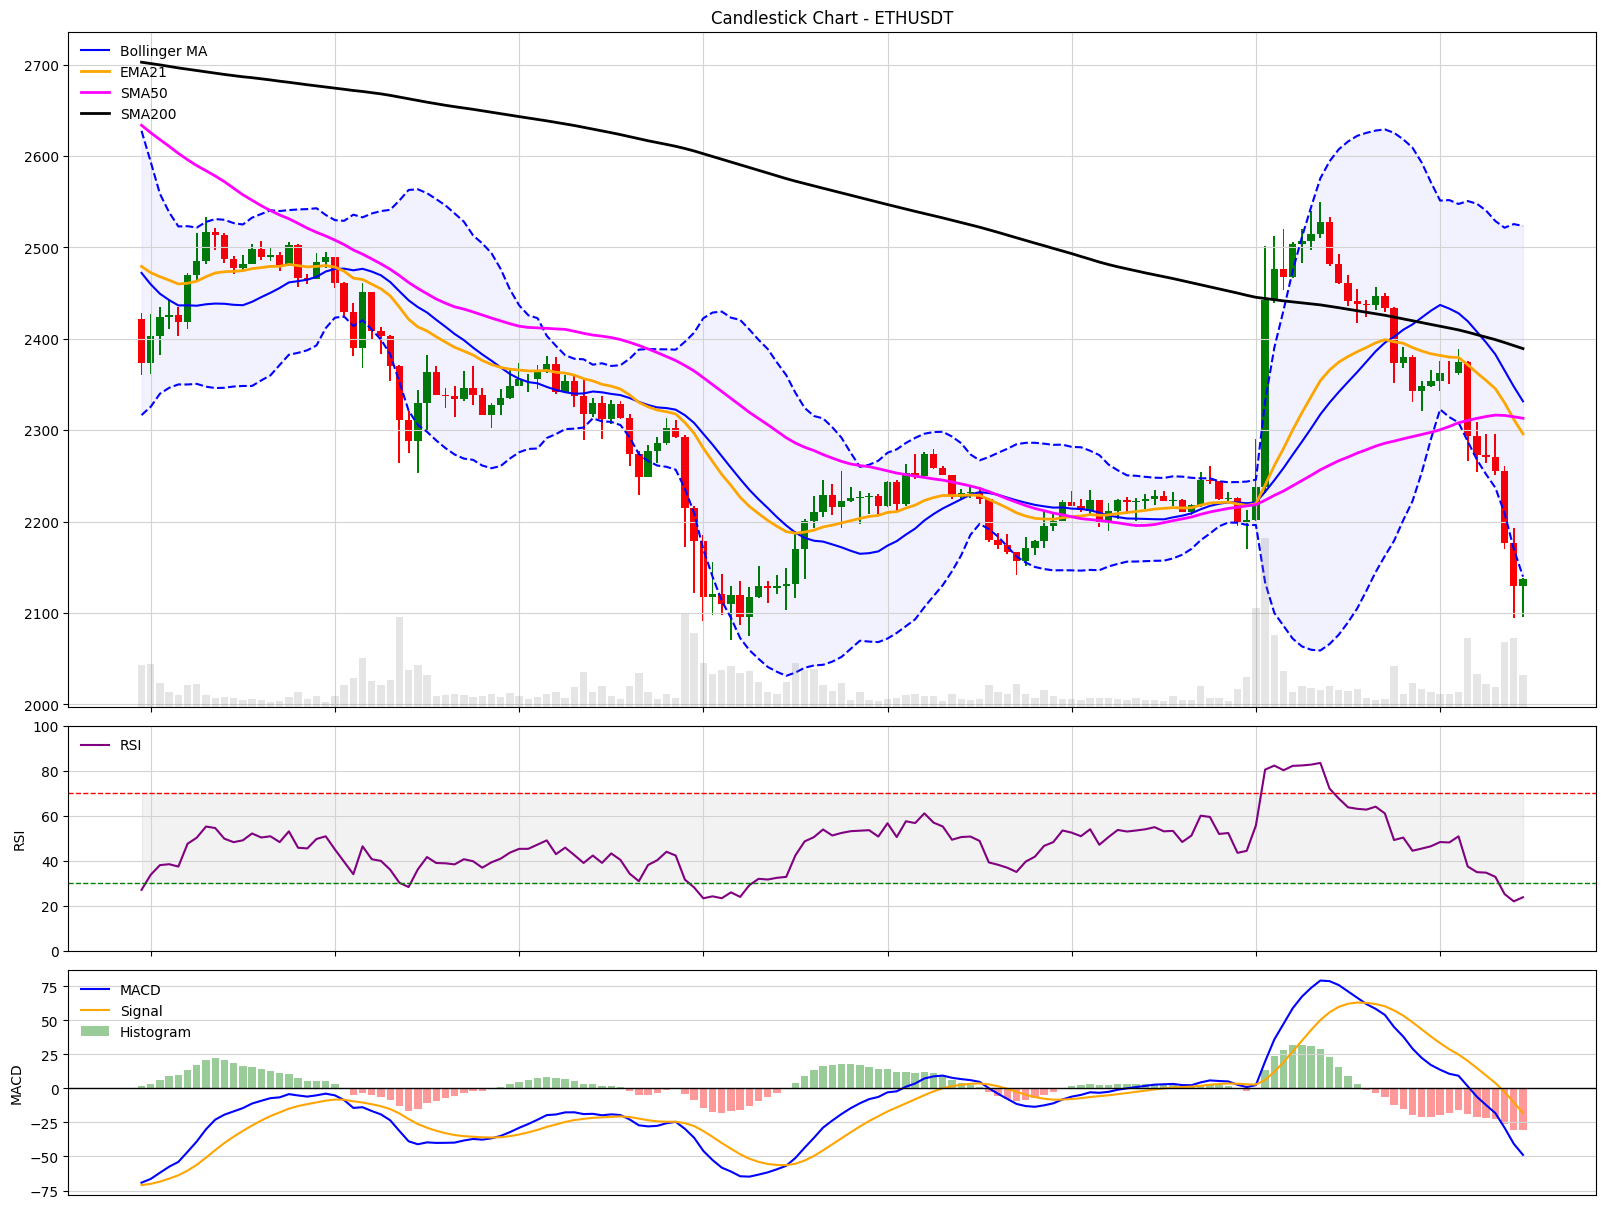 Candlestick Chart - ETHUSDT
Bollinger MA
EMA21
SMA50
SMA200
2700
2600
2500
2400
2300
2200
2100
2000
RSI
100
80
60
40
20
0
RSI
MACD
Signal
Histogram
75
50
25
0
−25
−50
−75
MACD